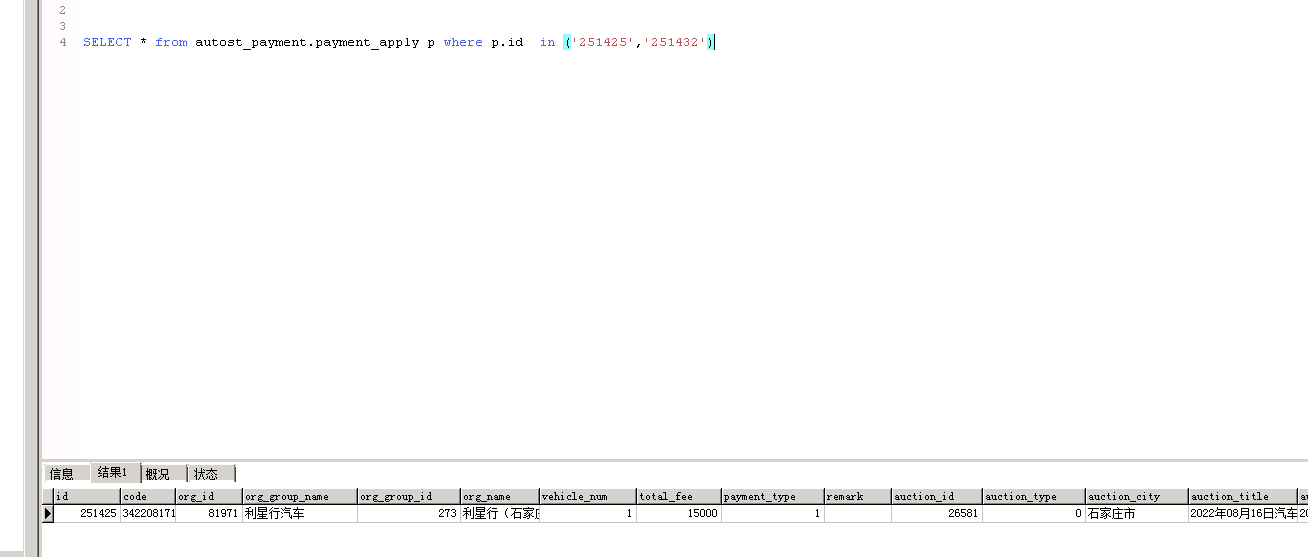 2
3
4 SELECT * from autost_payment.payment_apply p where p.id  in ('251425','251432')
信息 结果1 概况 状态
id code org_id org_group_name org_group_id org_name vehicle_num total_fee payment_type remark auction_id auction_type auction_city auction_title au
251425 342208171 81971 利星行汽车 273 利星行（石家庄 1 15000 1 26581 0 石家庄市 2022年08月16日汽车 20